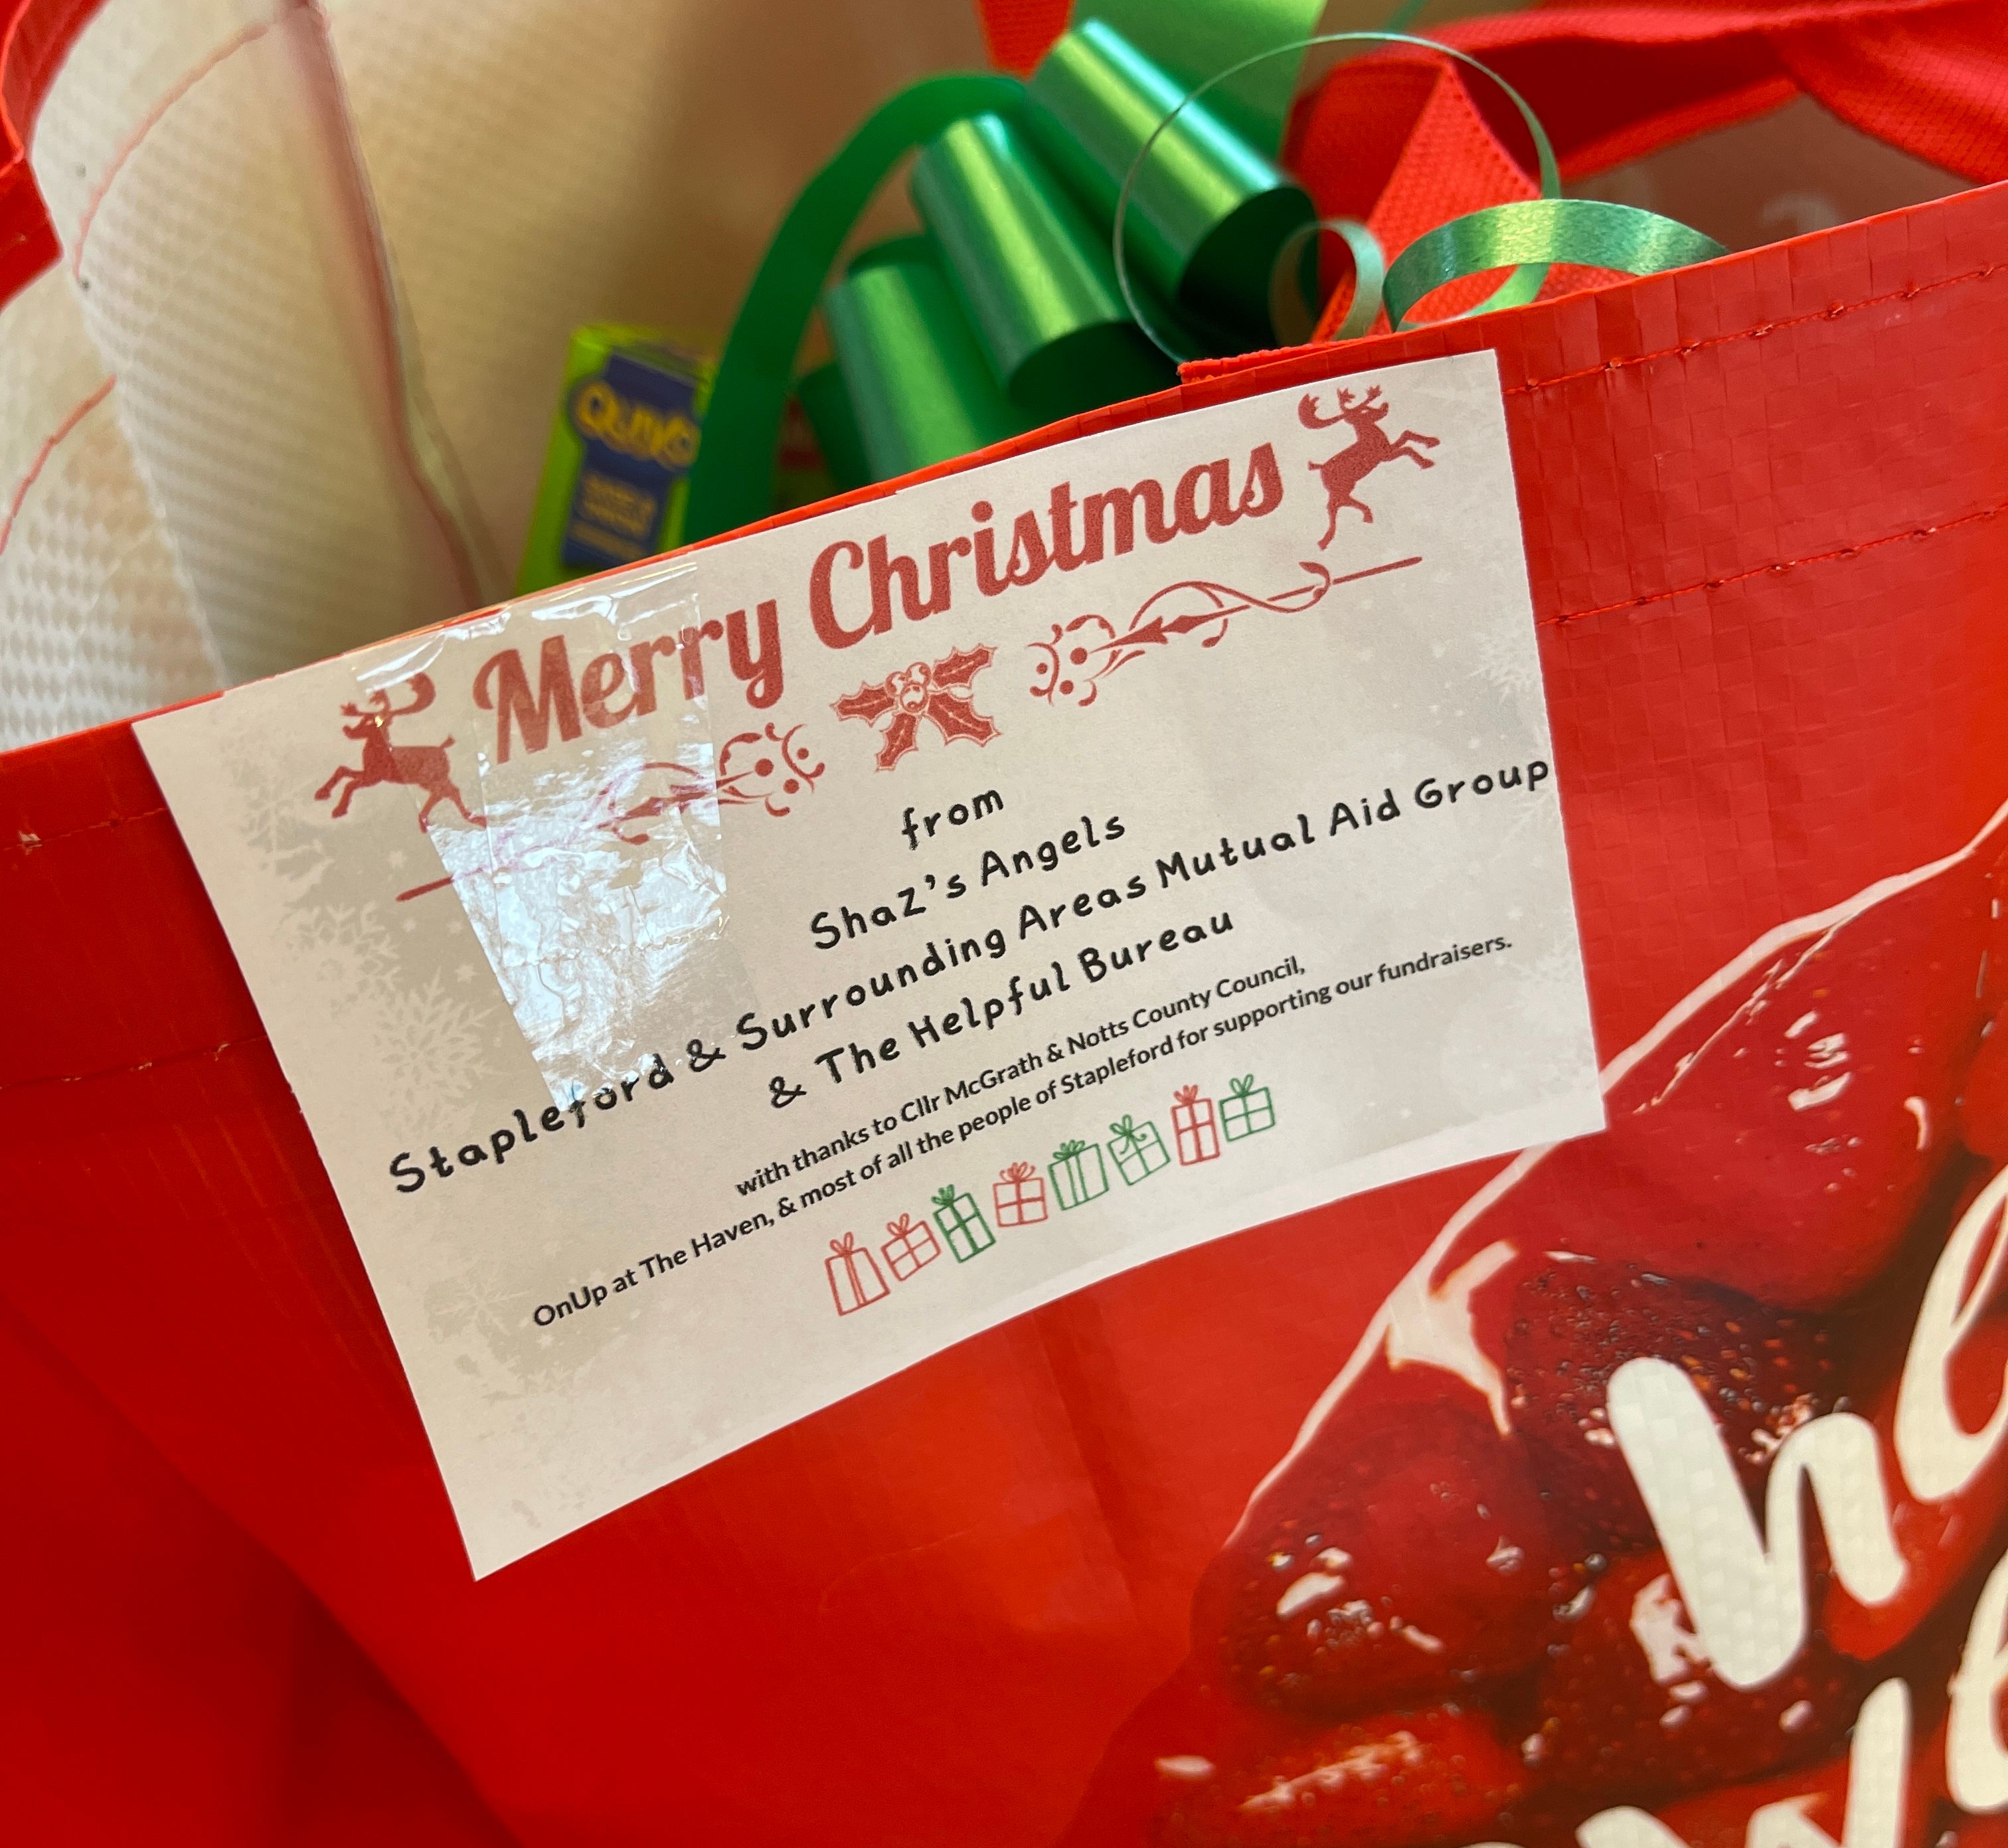 QUIXO
Merry Christmas
from
Shaz's Angels
Stapleford & Surrounding Areas Mutual Aid Group
& The Helpful Bureau
with thanks to Cllr McGrath & Notts County Council,
OnUp at The Haven, & most of all the people of Stapleford for supporting our fundraisers.